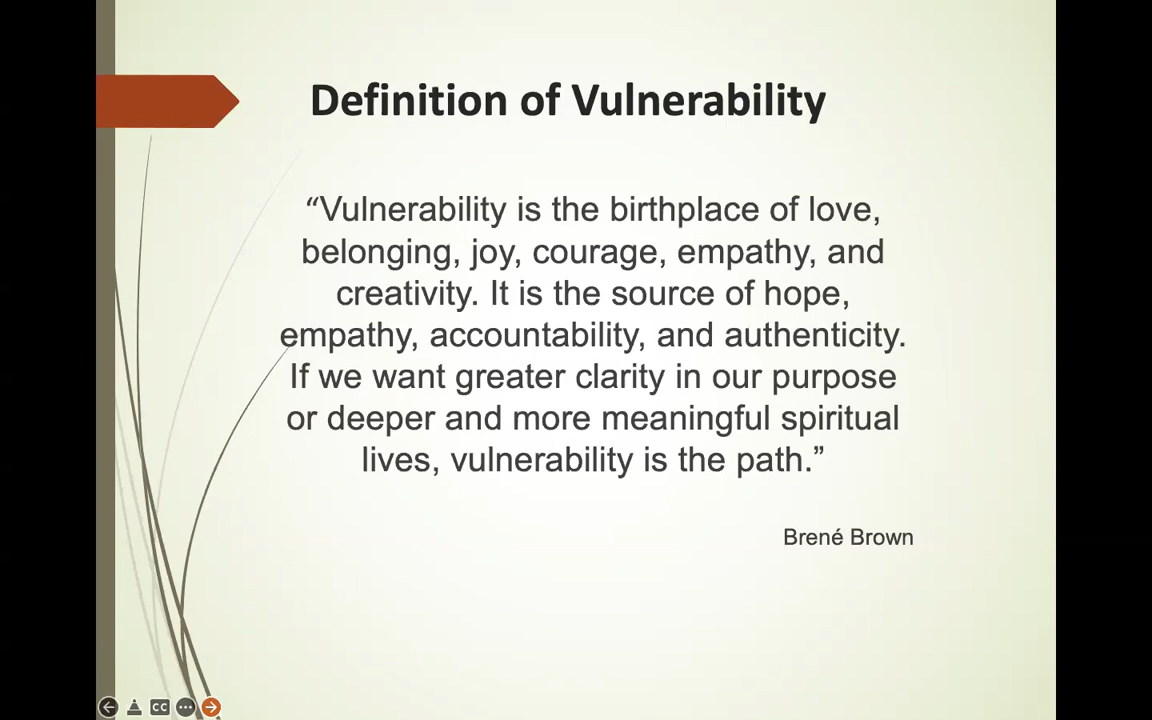 Definition of Vulnerability
“Vulnerability is the birthplace of love,
belonging, joy, courage, empathy, and
creativity. It is the source of hope,
empathy, accountability, and authenticity.
If we want greater clarity in our purpose
or deeper and more meaningful spiritual
lives, vulnerability is the path.”
Brené Brown
CC